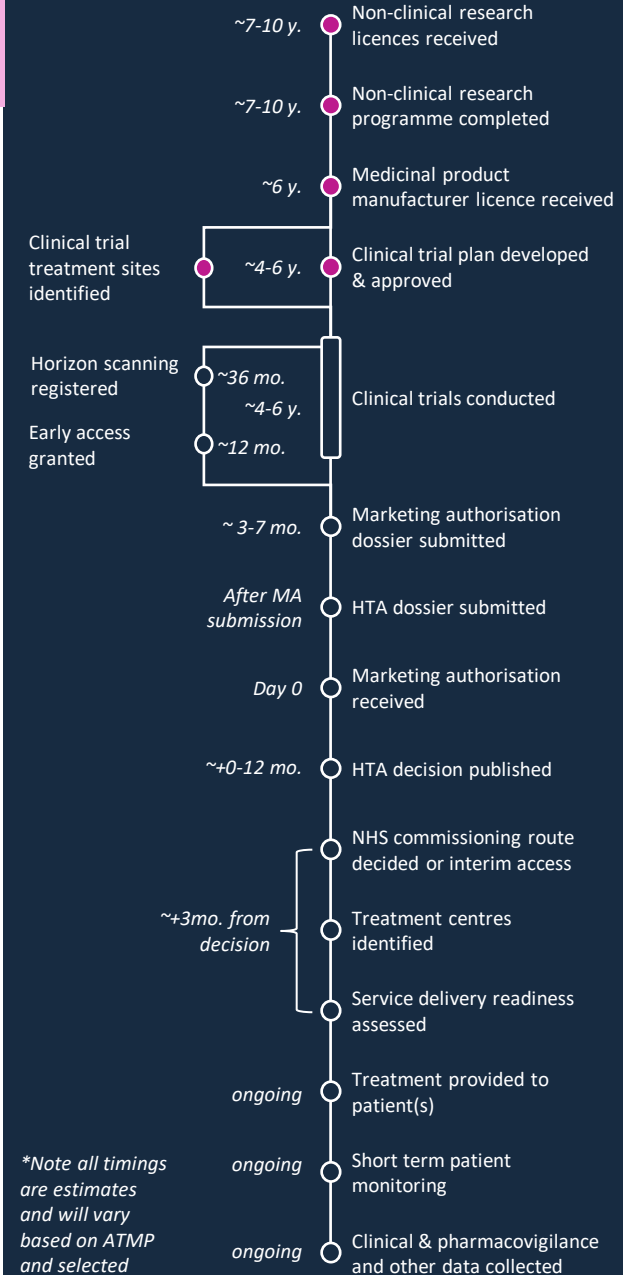 ~7-10 y.
Non-clinical research
licences received
~7-10 y.
Non-clinical research
programme completed
~6 y.
Medicinal product
manufacturer licence received
Clinical trial
treatment sites
identified
~4-6 y.
Clinical trial plan developed
& approved
Horizon scanning
registered
~36 mo.
~4-6 y.
Early access
granted
~12 mo.
Clinical trials conducted
~ 3-7 mo.
Marketing authorisation
dossier submitted
After MA
submission
HTA dossier submitted
Day 0
Marketing authorisation
received
~+0-12 mo.
HTA decision published
NHS commissioning route
decided or interim access
~+3mo. from
decision
Treatment centres
identified
Service delivery readiness
assessed
ongoing
Treatment provided to
patient(s)
ongoing
Short term patient
monitoring
ongoing
Clinical & pharmacovigilance
and other data collected
*Note all timings
are estimates
and will vary
based on ATMP
and selected